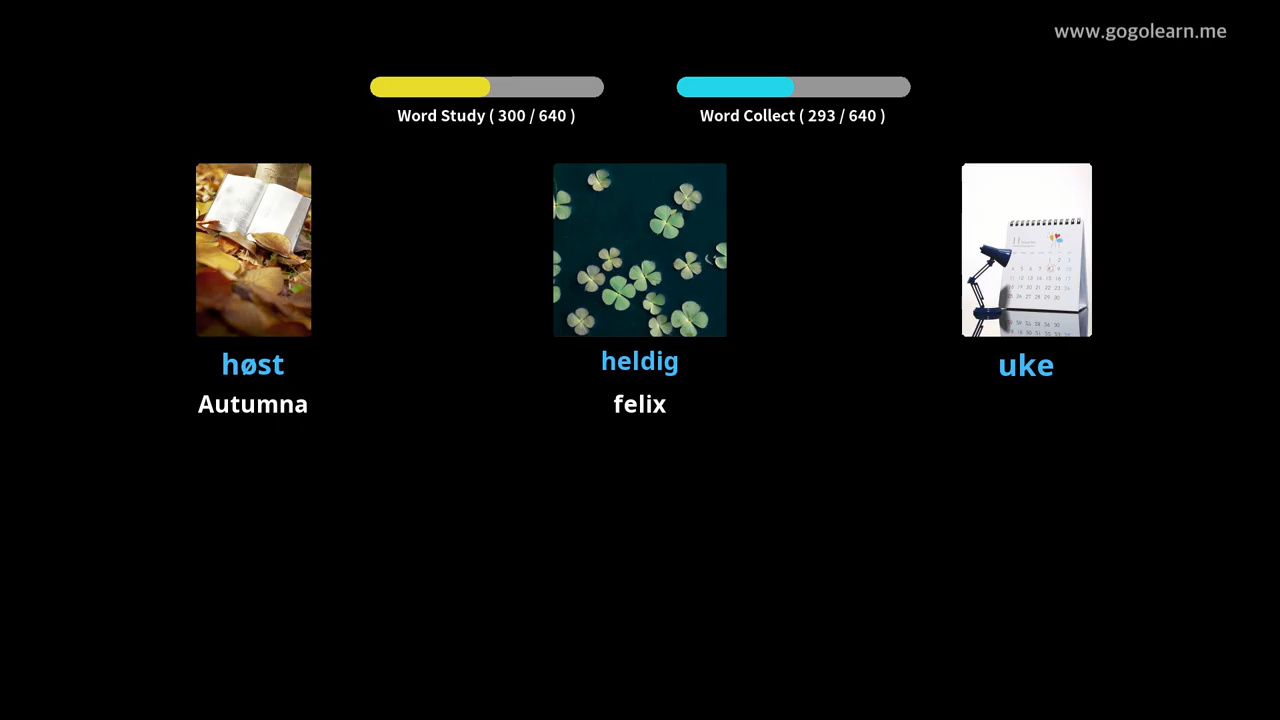 www.gogolearn.me
Word Study ( 300 / 640 )
Word Collect ( 293 / 640 )
høst
heldig
uke
Autumna
felix